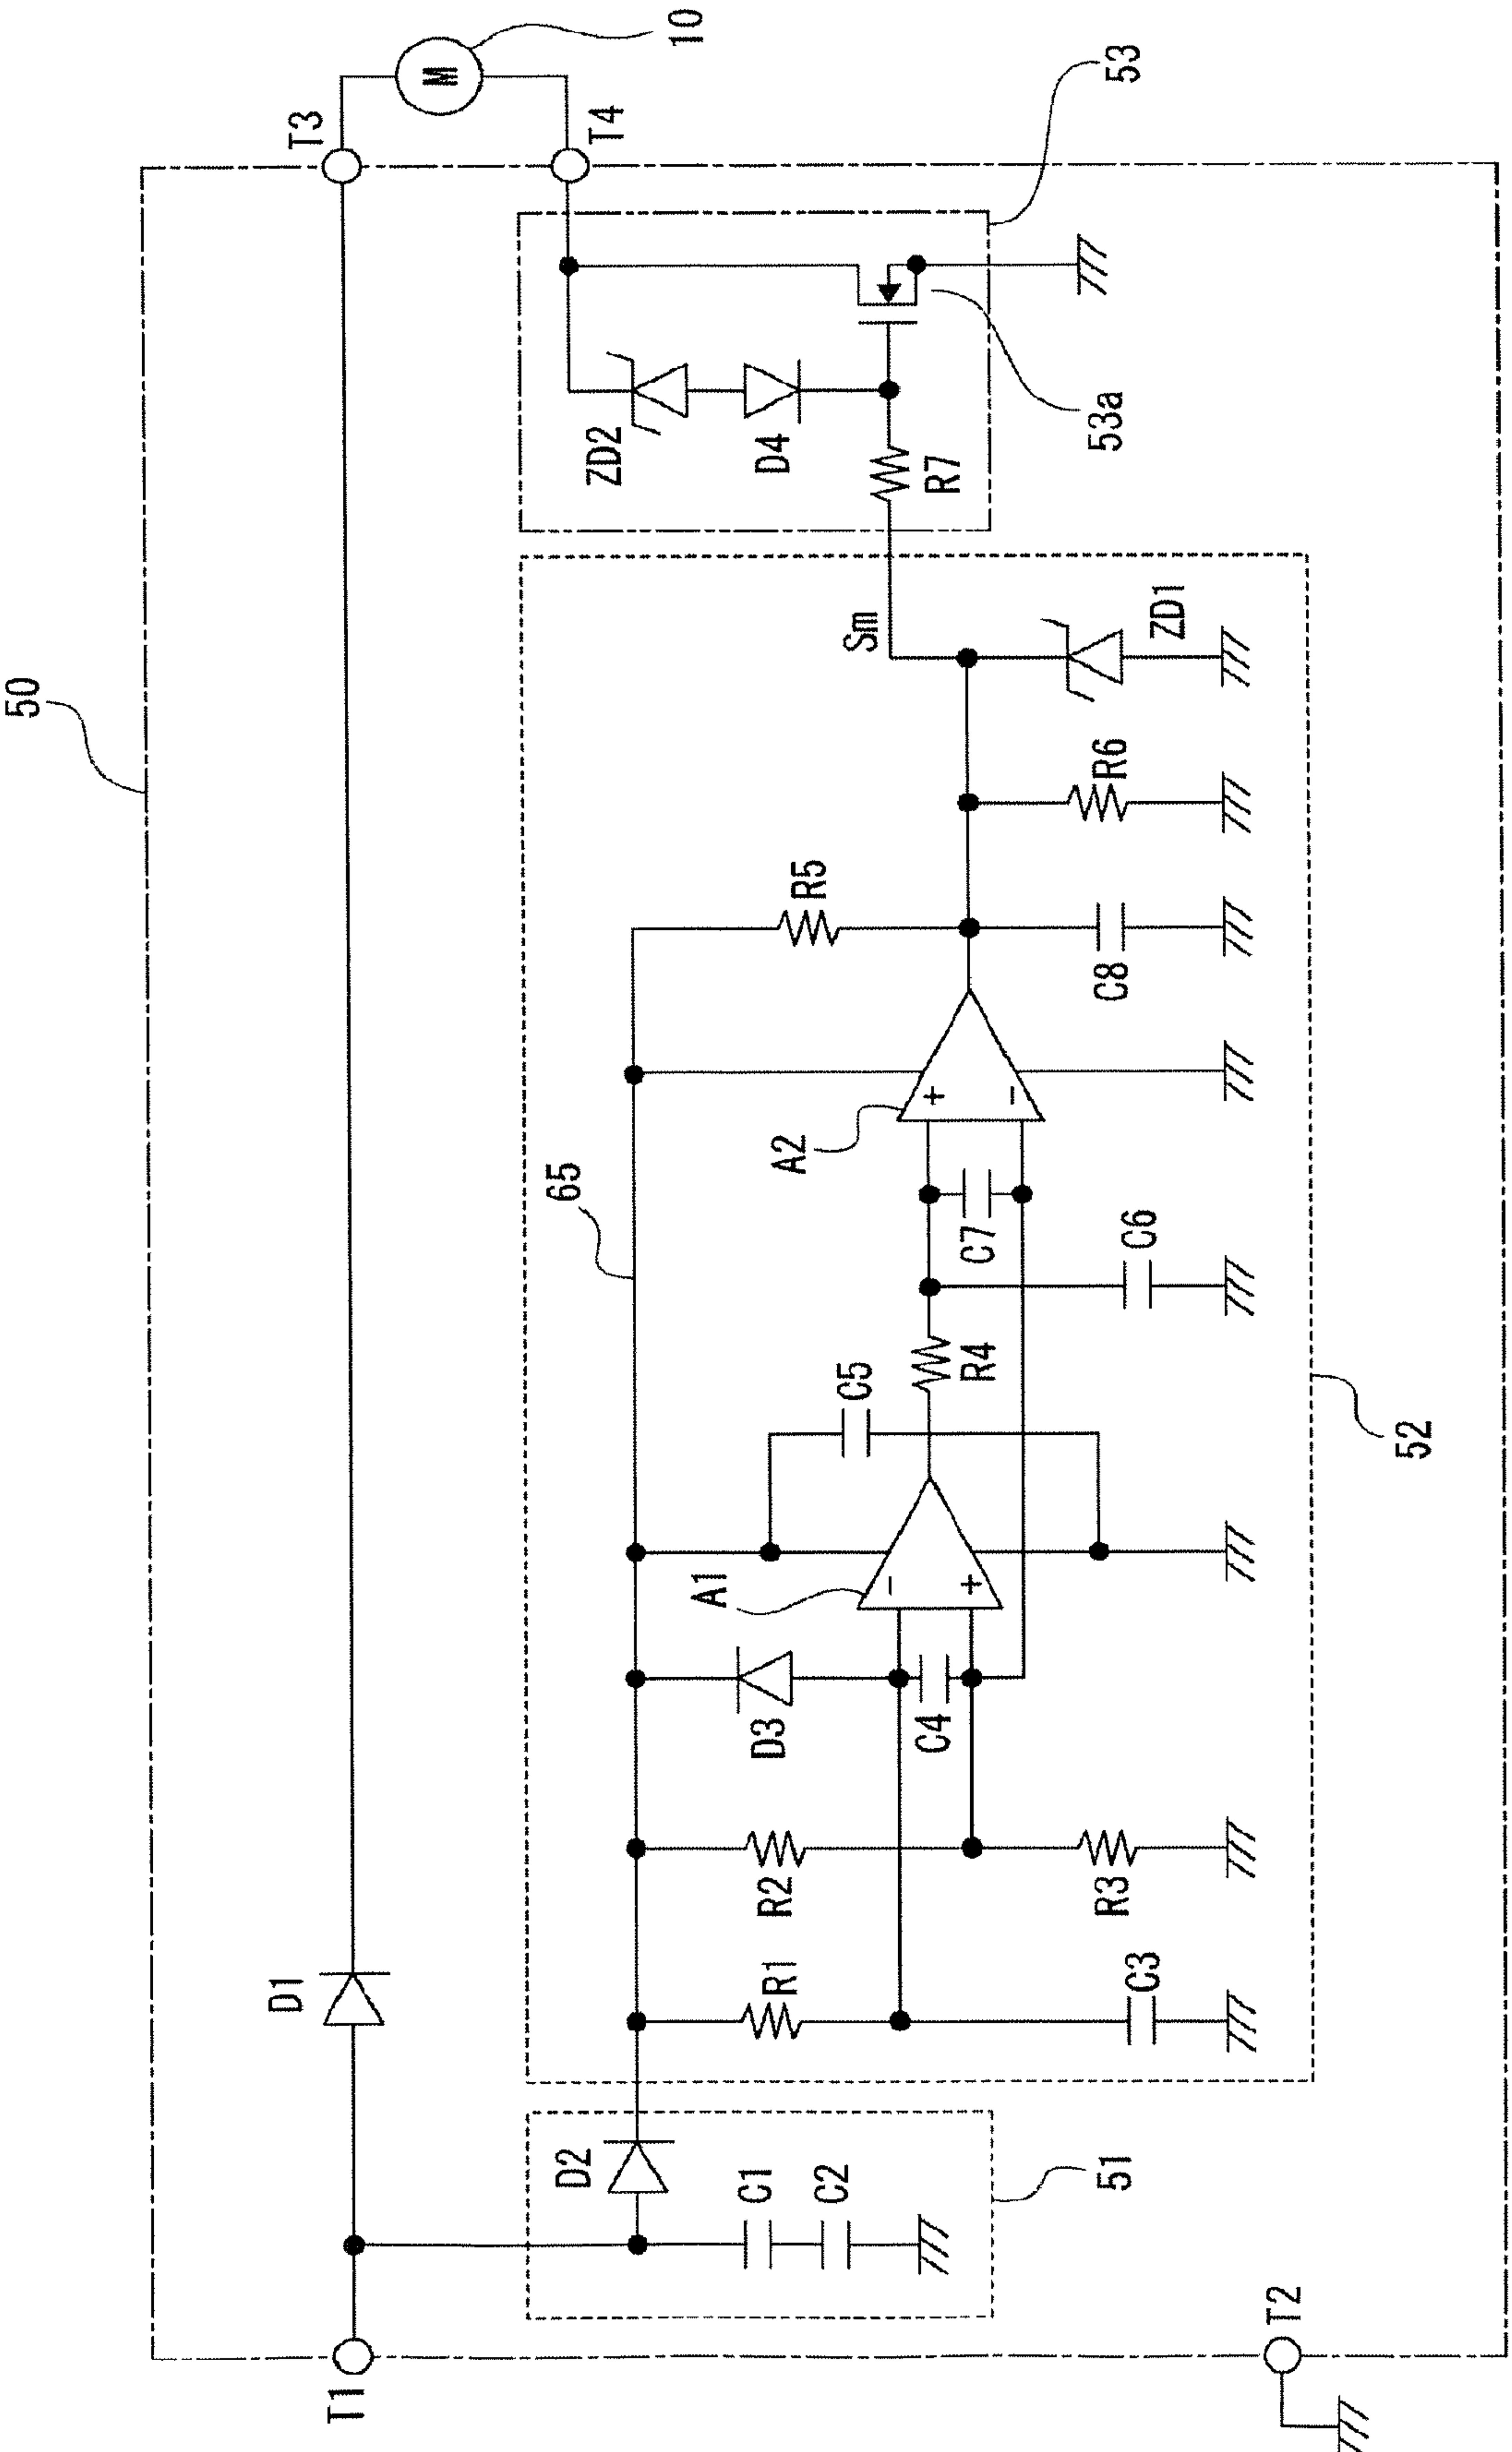 50
T3
M
10
T4
53
ZD2
D4
R7
53a
Sm
ZD1
R6
R5
C8
65
A2
+
-
C7
C6
C5
R4
52
A1
-
+
D3
C4
R2
R3
D1
R1
C3
D2
C1
C2
51
T1
T2